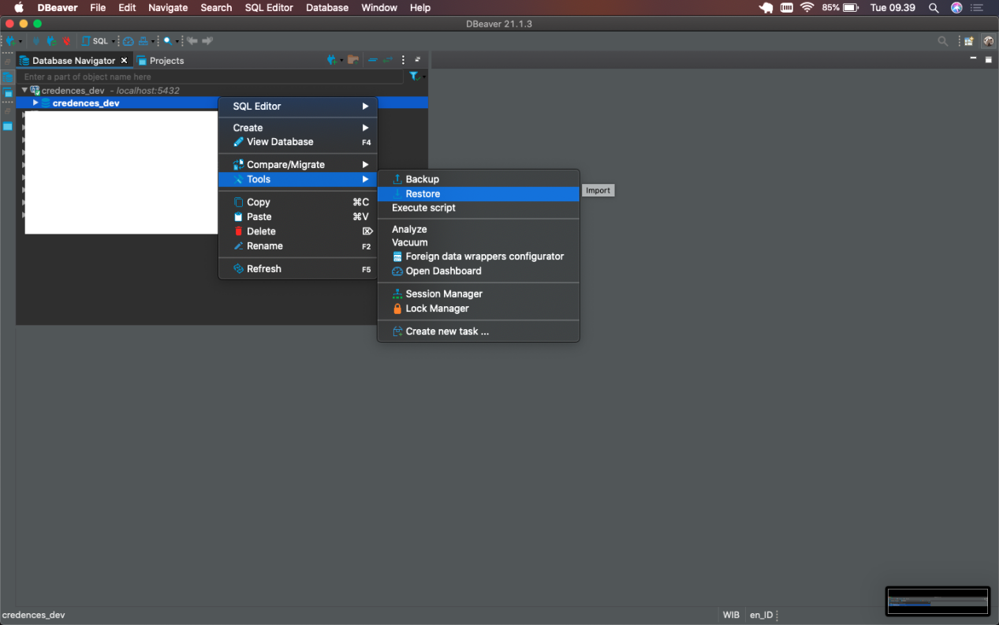 DBeaver File Edit Navigate Search SQL Editor Database Window Help 85% Tue 09.39
DBeaver 21.1.3
SQL
Database Navigator Projects
Enter a part of object name here
credences_dev - localhost:5432
credences_dev
SQL Editor
Create
View Database F4
Compare/Migrate
Tools
Copy ⌘C
Paste ⌘V
Delete ⌦
Rename F2
Refresh F5
Backup
Restore
Import
Execute script
Analyze
Vacuum
Foreign data wrappers configurator
Open Dashboard
Session Manager
Lock Manager
Create new task ...
credences_dev WIB en_ID